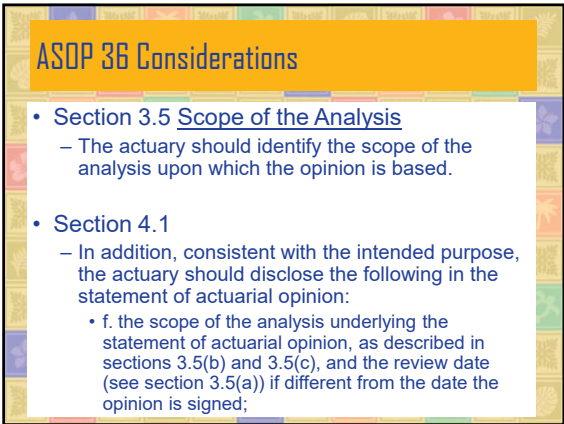 ASOP 36 Considerations
• Section 3.5 Scope of the Analysis
– The actuary should identify the scope of the
analysis upon which the opinion is based.
• Section 4.1
– In addition, consistent with the intended purpose,
the actuary should disclose the following in the
statement of actuarial opinion:
• f. the scope of the analysis underlying the
statement of actuarial opinion, as described in
sections 3.5(b) and 3.5(c), and the review date
(see section 3.5(a)) if different from the date the
opinion is signed;